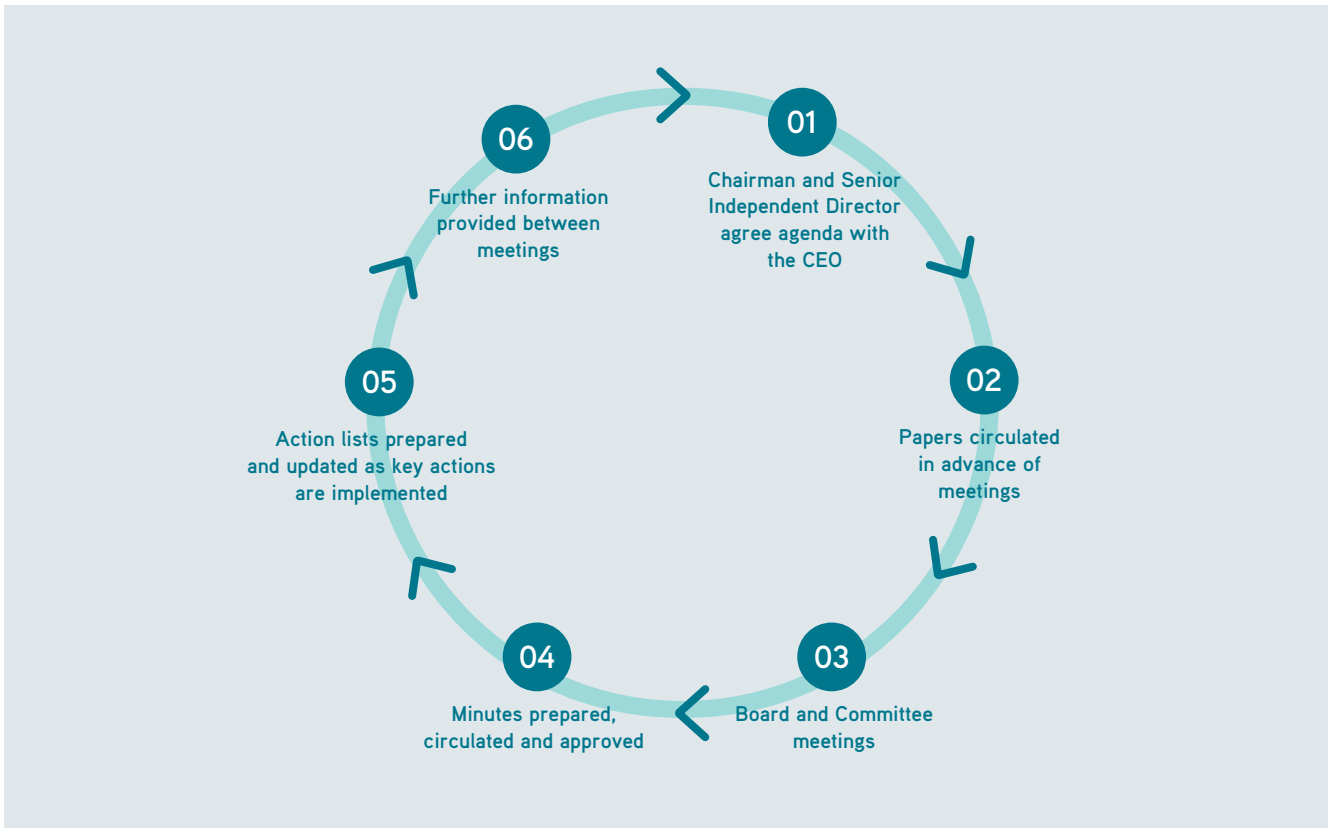 01
Chairman and Senior
Independent Director
agree agenda with
the CEO
02
Papers circulated
in advance of
meetings
03
Board and Committee
meetings
04
Minutes prepared,
circulated and approved
05
Action lists prepared
and updated as key actions
are implemented
06
Further information
provided between
meetings